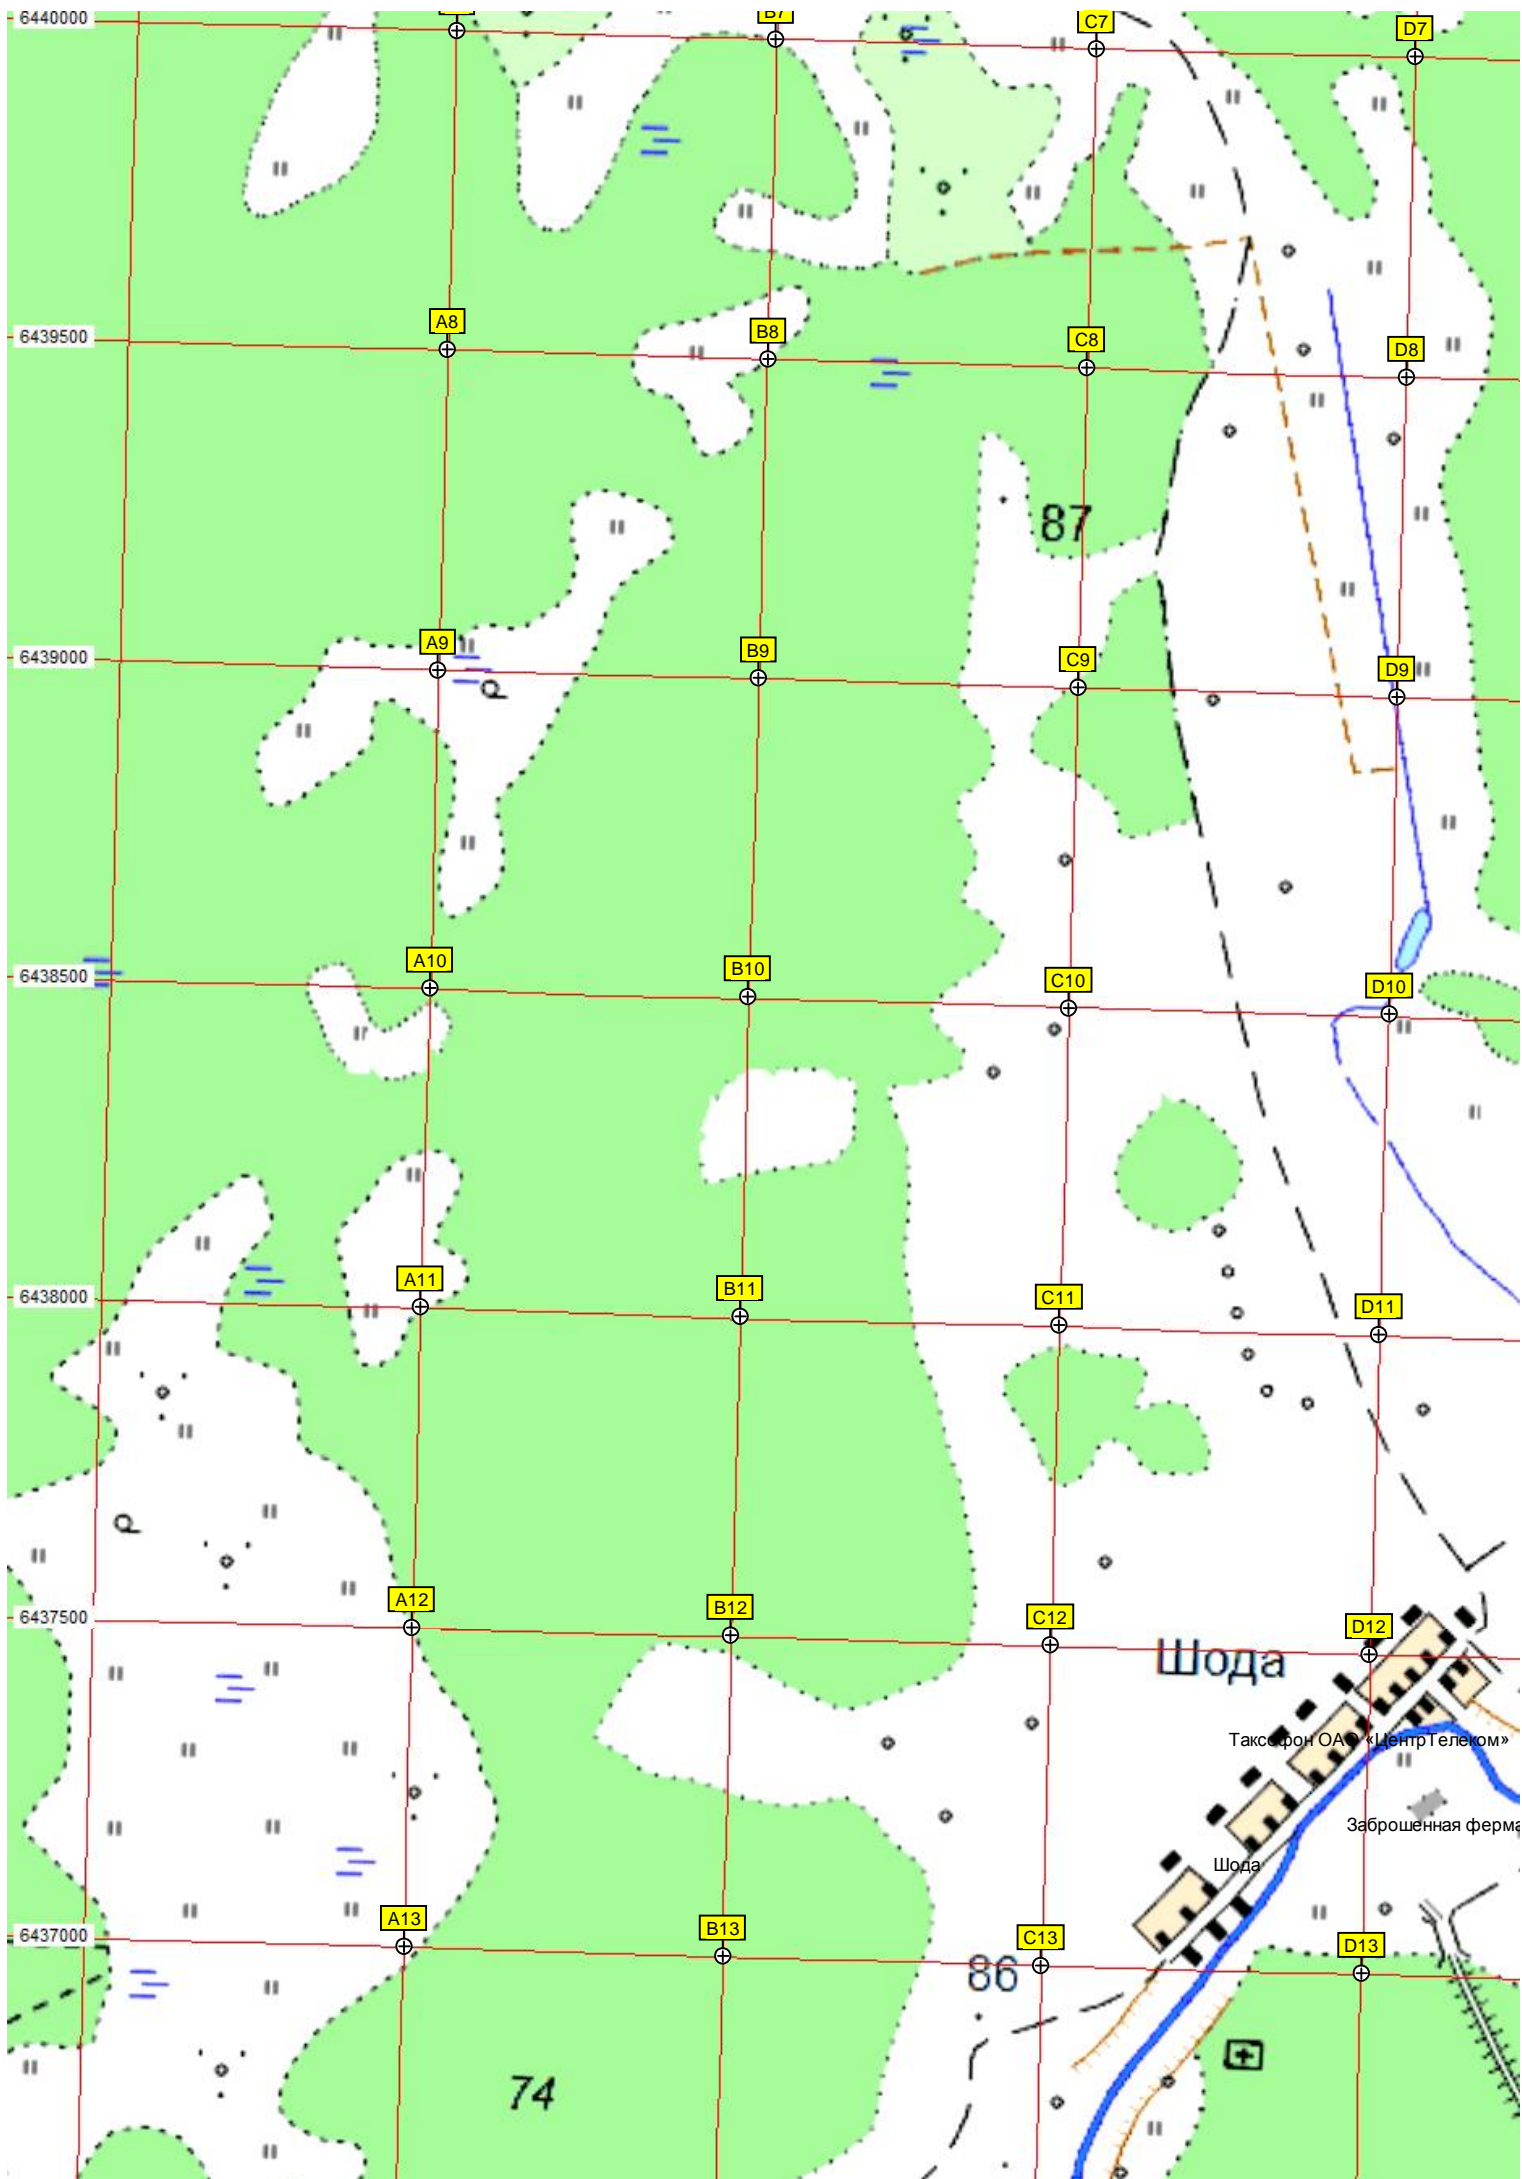 6440000
B7
C7
D7
A8
6439500
B8
C8
D8
87
A9
6439000
B9
C9
D9
A10
6438500
B10
C10
D10
A11
6438000
B11
C11
D11
A12
6437500
B12
C12
D12
Шода
Таксофон ОАО «ЦентрТелеком»
Заброшенная ферма
Шода
A13
6437000
B13
C13
D13
86
74